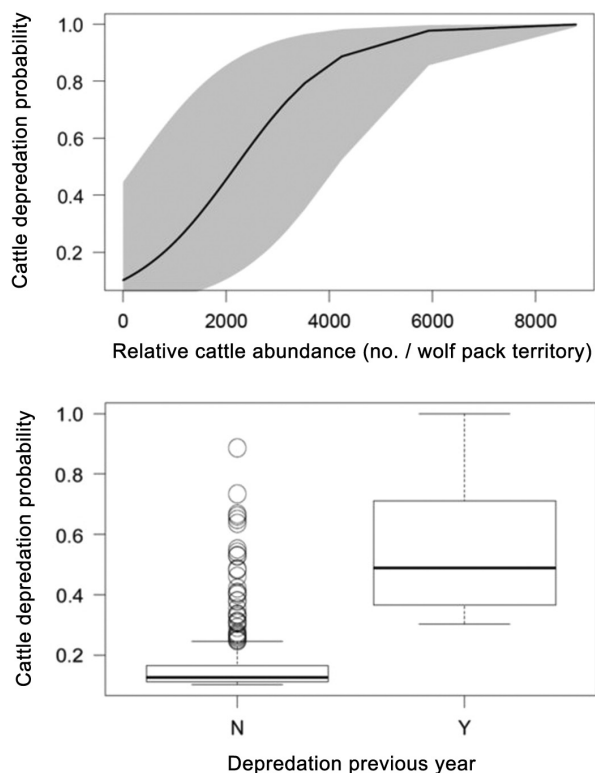 Cattle depredation probability
1.0
0.8
0.6
0.4
0.2
0 2000 4000 6000 8000
Relative cattle abundance (no. / wolf pack territory)
Cattle depredation probability
1.0
0.8
0.6
0.4
0.2
N Y
Depredation previous year